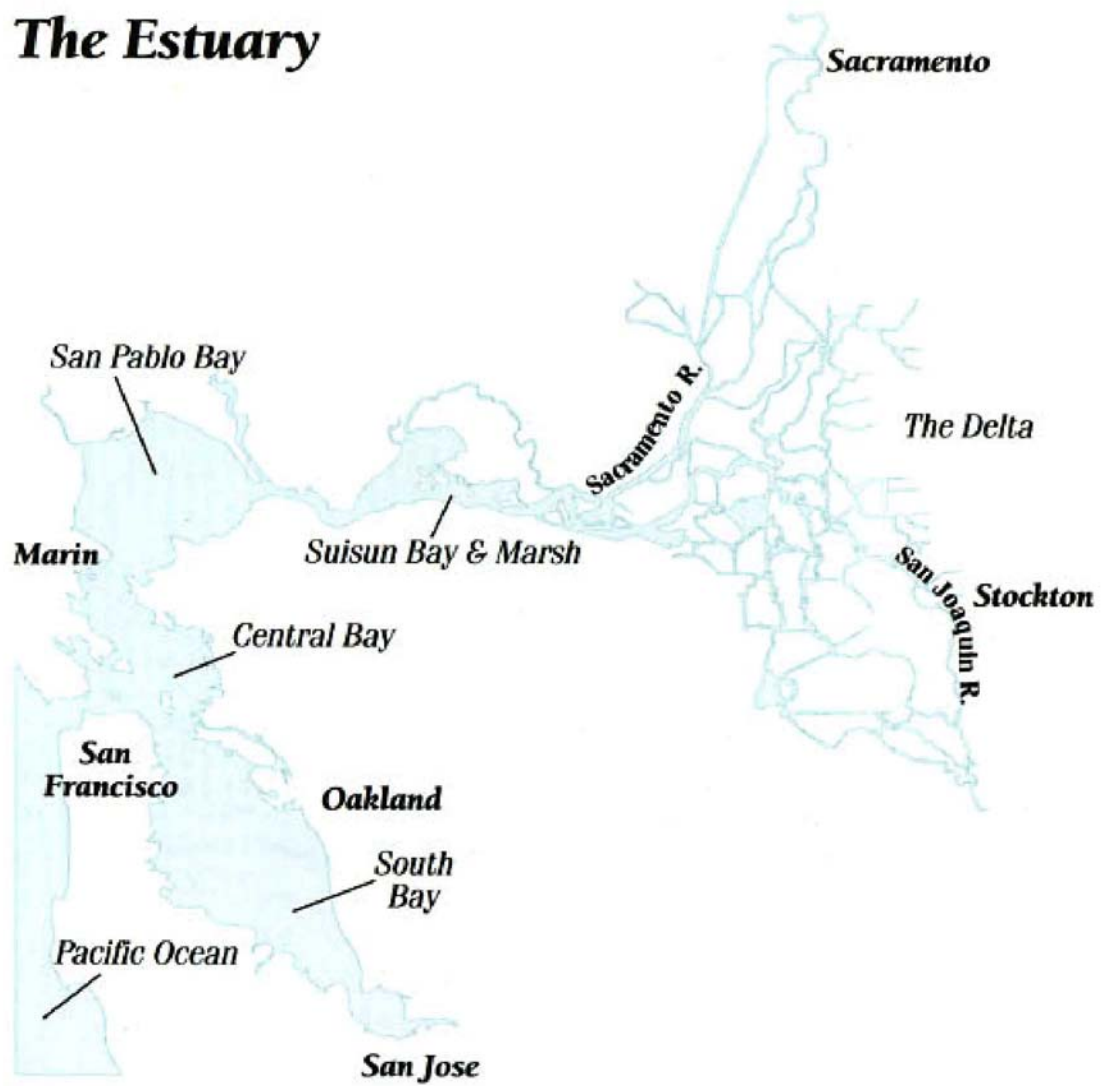 The Estuary
Sacramento
San Pablo Bay
Sacramento R.
The Delta
Marin
Suisun Bay & Marsh
San Joaquin R.
Stockton
Central Bay
San
Francisco
Oakland
South
Bay
Pacific Ocean
San Jose